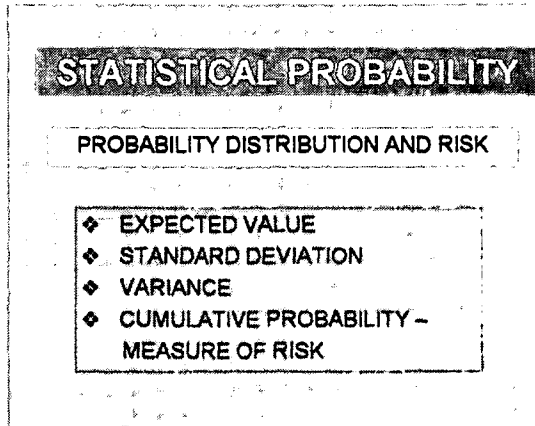 STATISTICAL PROBABILITY
PROBABILITY DISTRIBUTION AND RISK
❖ EXPECTED VALUE
❖ STANDARD DEVIATION
❖ VARIANCE
❖ CUMULATIVE PROBABILITY –
MEASURE OF RISK